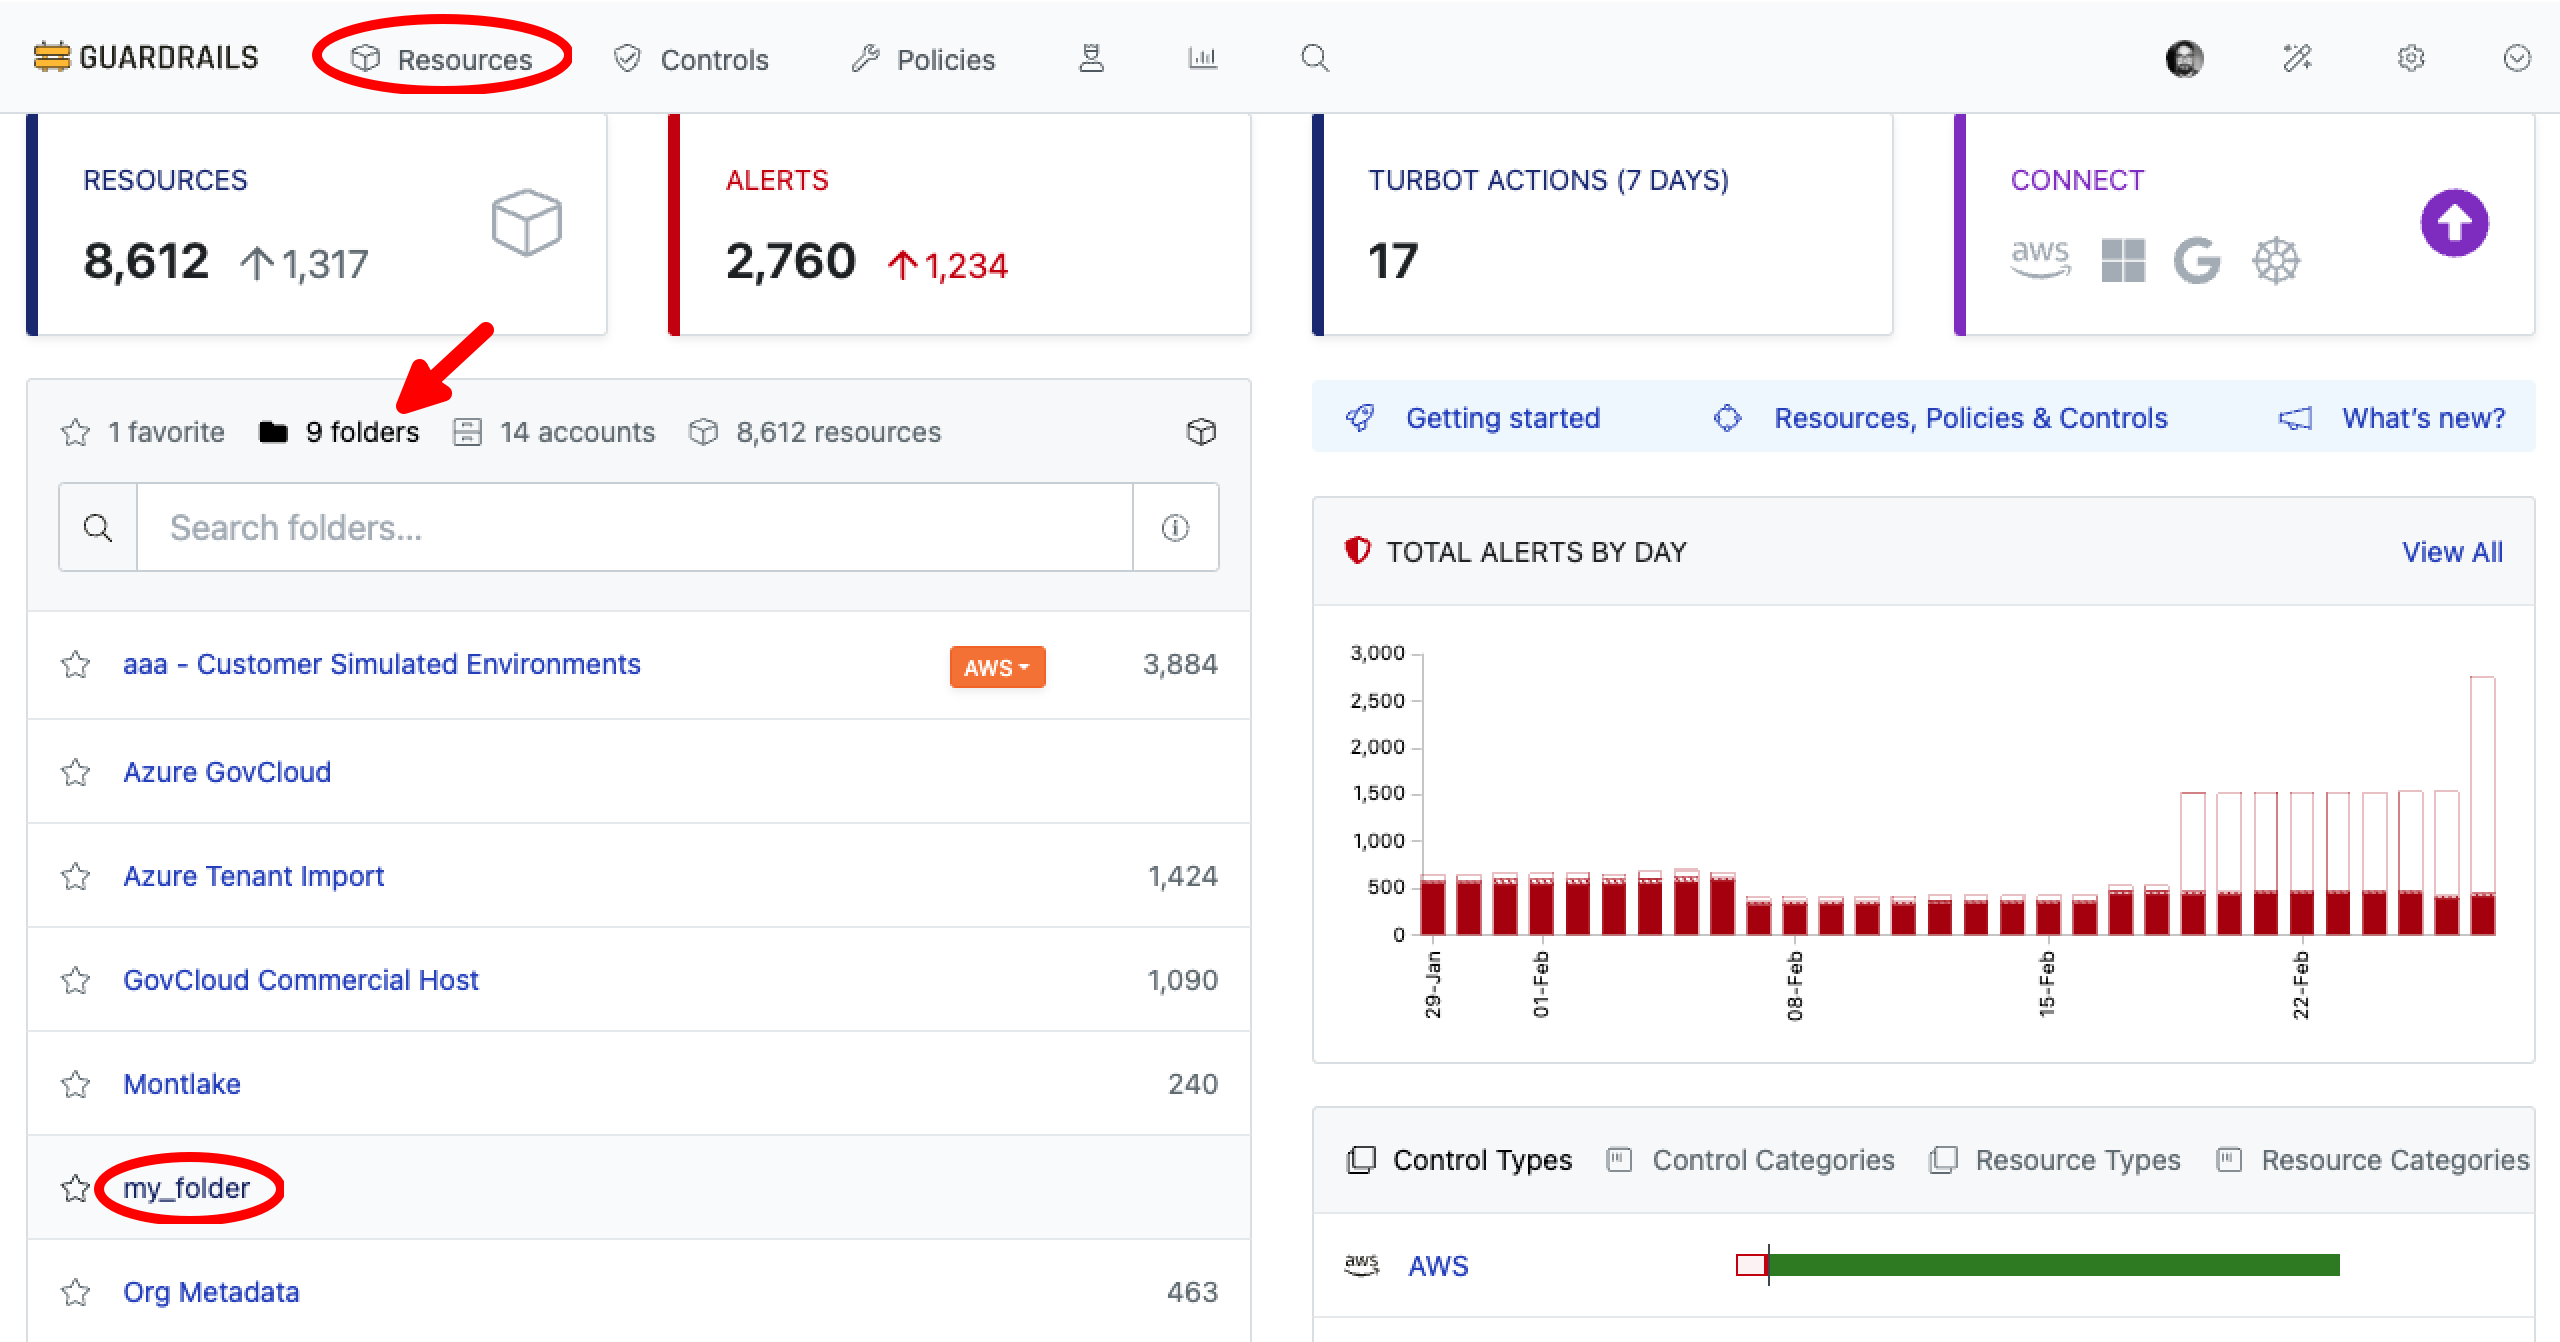 GUARDRAILS Resources Controls Policies
RESOURCES
8,612 ↑1,317
ALERTS
2,760 ↑1,234
TURBOT ACTIONS (7 DAYS)
17
CONNECT
aws
1 favorite 9 folders 14 accounts 8,612 resources
Search folders...
aaa - Customer Simulated Environments AWS 3,884
Azure GovCloud
Azure Tenant Import 1,424
GovCloud Commercial Host 1,090
Montlake 240
my_folder
Org Metadata 463
Getting started Resources, Policies & Controls What's new?
TOTAL ALERTS BY DAY View All
3,000
2,500
2,000
1,500
1,000
500
0
29-Jan 01-Feb 08-Feb 15-Feb 22-Feb
Control Types Control Categories Resource Types Resource Categories
aws AWS